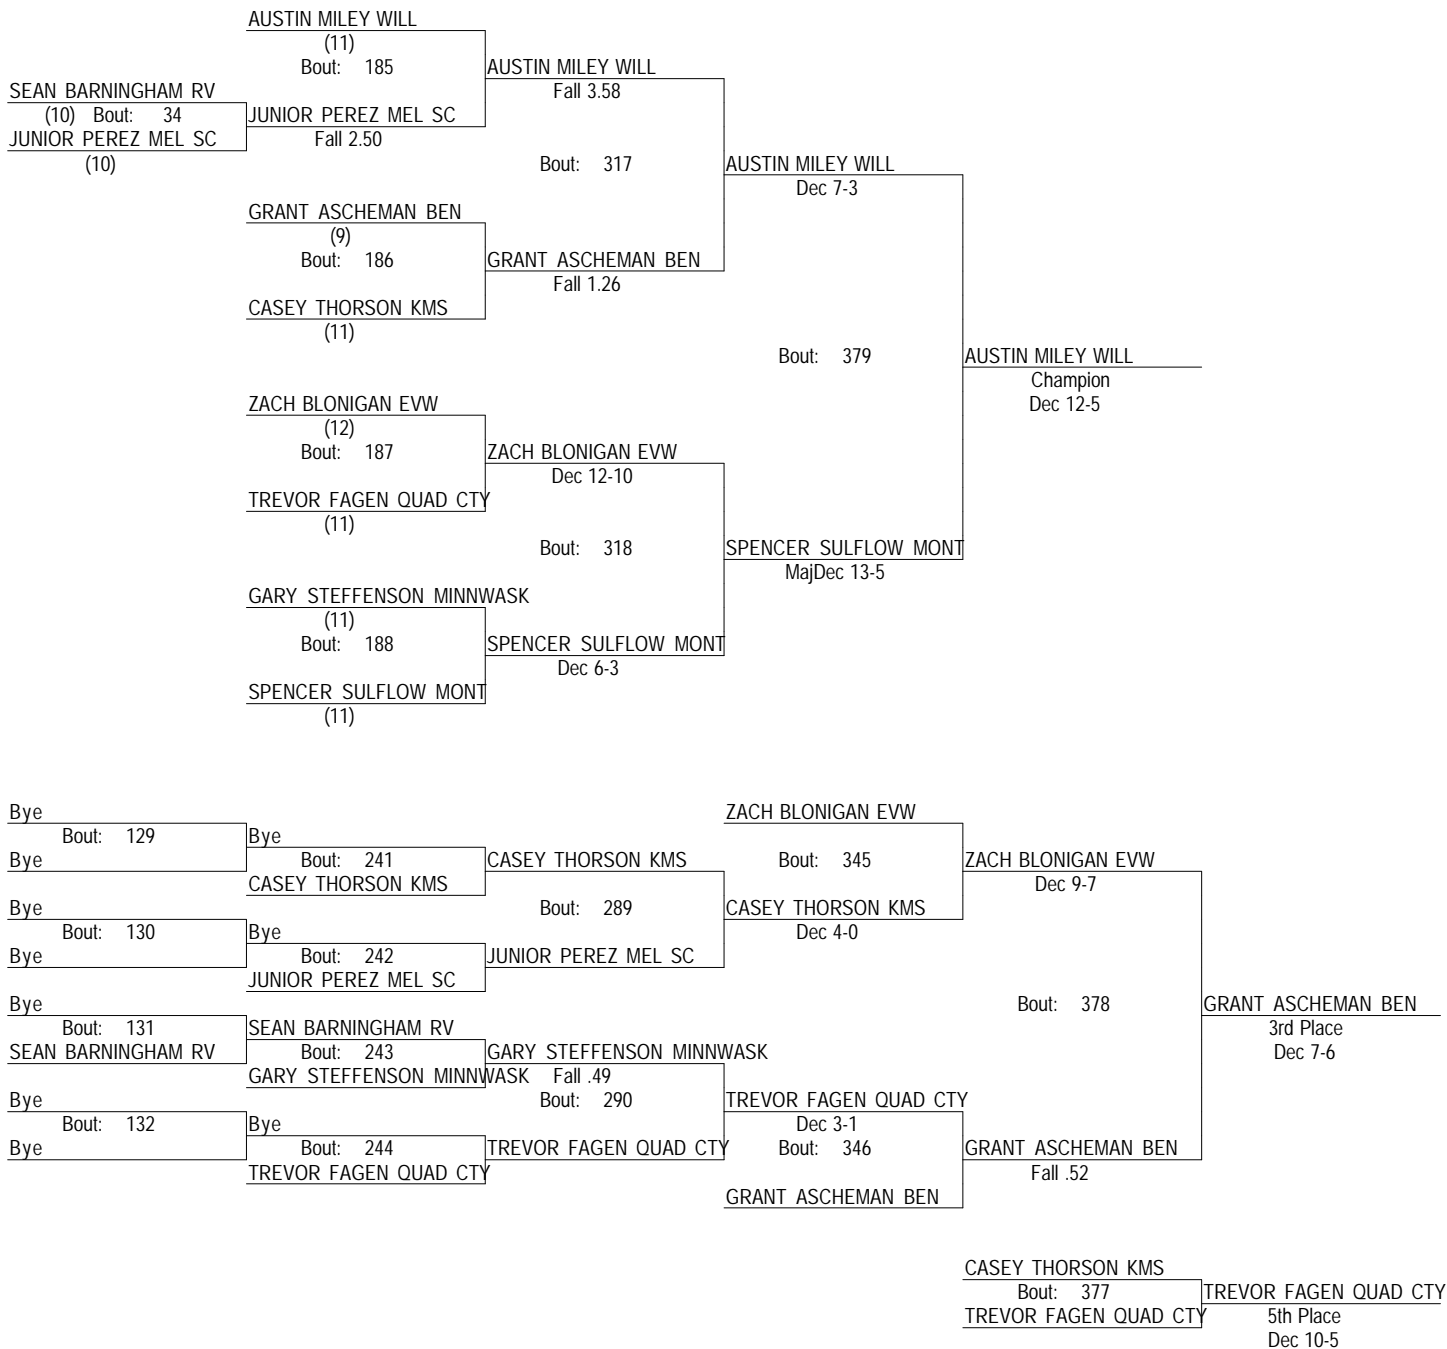 AUSTIN MILEY WILL
(11)
Bout: 185
AUSTIN MILEY WILL
Fall 3.58
SEAN BARNINGHAM RV
(10) Bout: 34
JUNIOR PEREZ MEL SC
JUNIOR PEREZ MEL SC
Fall 2.50
(10)
Bout: 317
AUSTIN MILEY WILL
Dec 7-3
GRANT ASCHEMAN BEN
(9)
Bout: 186
GRANT ASCHEMAN BEN
Fall 1.26
CASEY THORSON KMS
(11)
Bout: 379
AUSTIN MILEY WILL
Champion
Dec 12-5
ZACH BLONIGAN EVW
(12)
Bout: 187
ZACH BLONIGAN EVW
Dec 12-10
TREVOR FAGEN QUAD CTY
(11)
Bout: 318
SPENCER SULFLOW MONT
MajDec 13-5
GARY STEFFENSON MINNWASK
(11)
Bout: 188
SPENCER SULFLOW MONT
Dec 6-3
SPENCER SULFLOW MONT
(11)
Bye
ZACH BLONIGAN EVW
Bout: 129
Bye
Bye
Bout: 241
CASEY THORSON KMS
Bout: 345
ZACH BLONIGAN EVW
CASEY THORSON KMS
Dec 9-7
Bye
Bout: 289
CASEY THORSON KMS
Bout: 130
Bye
Dec 4-0
Bye
Bout: 242
JUNIOR PEREZ MEL SC
JUNIOR PEREZ MEL SC
Bye
Bout: 378
GRANT ASCHEMAN BEN
Bout: 131
SEAN BARNINGHAM RV
3rd Place
SEAN BARNINGHAM RV
Bout: 243
GARY STEFFENSON MINNWASK
Dec 7-6
GARY STEFFENSON MINNWASK
Fall .49
Bye
Bout: 290
TREVOR FAGEN QUAD CTY
Bout: 132
Bye
Dec 3-1
Bye
Bout: 244
TREVOR FAGEN QUAD CTY
Bout: 346
GRANT ASCHEMAN BEN
TREVOR FAGEN QUAD CTY
Fall .52
GRANT ASCHEMAN BEN
CASEY THORSON KMS
Bout: 377
TREVOR FAGEN QUAD CTY
TREVOR FAGEN QUAD CTY
5th Place
Dec 10-5